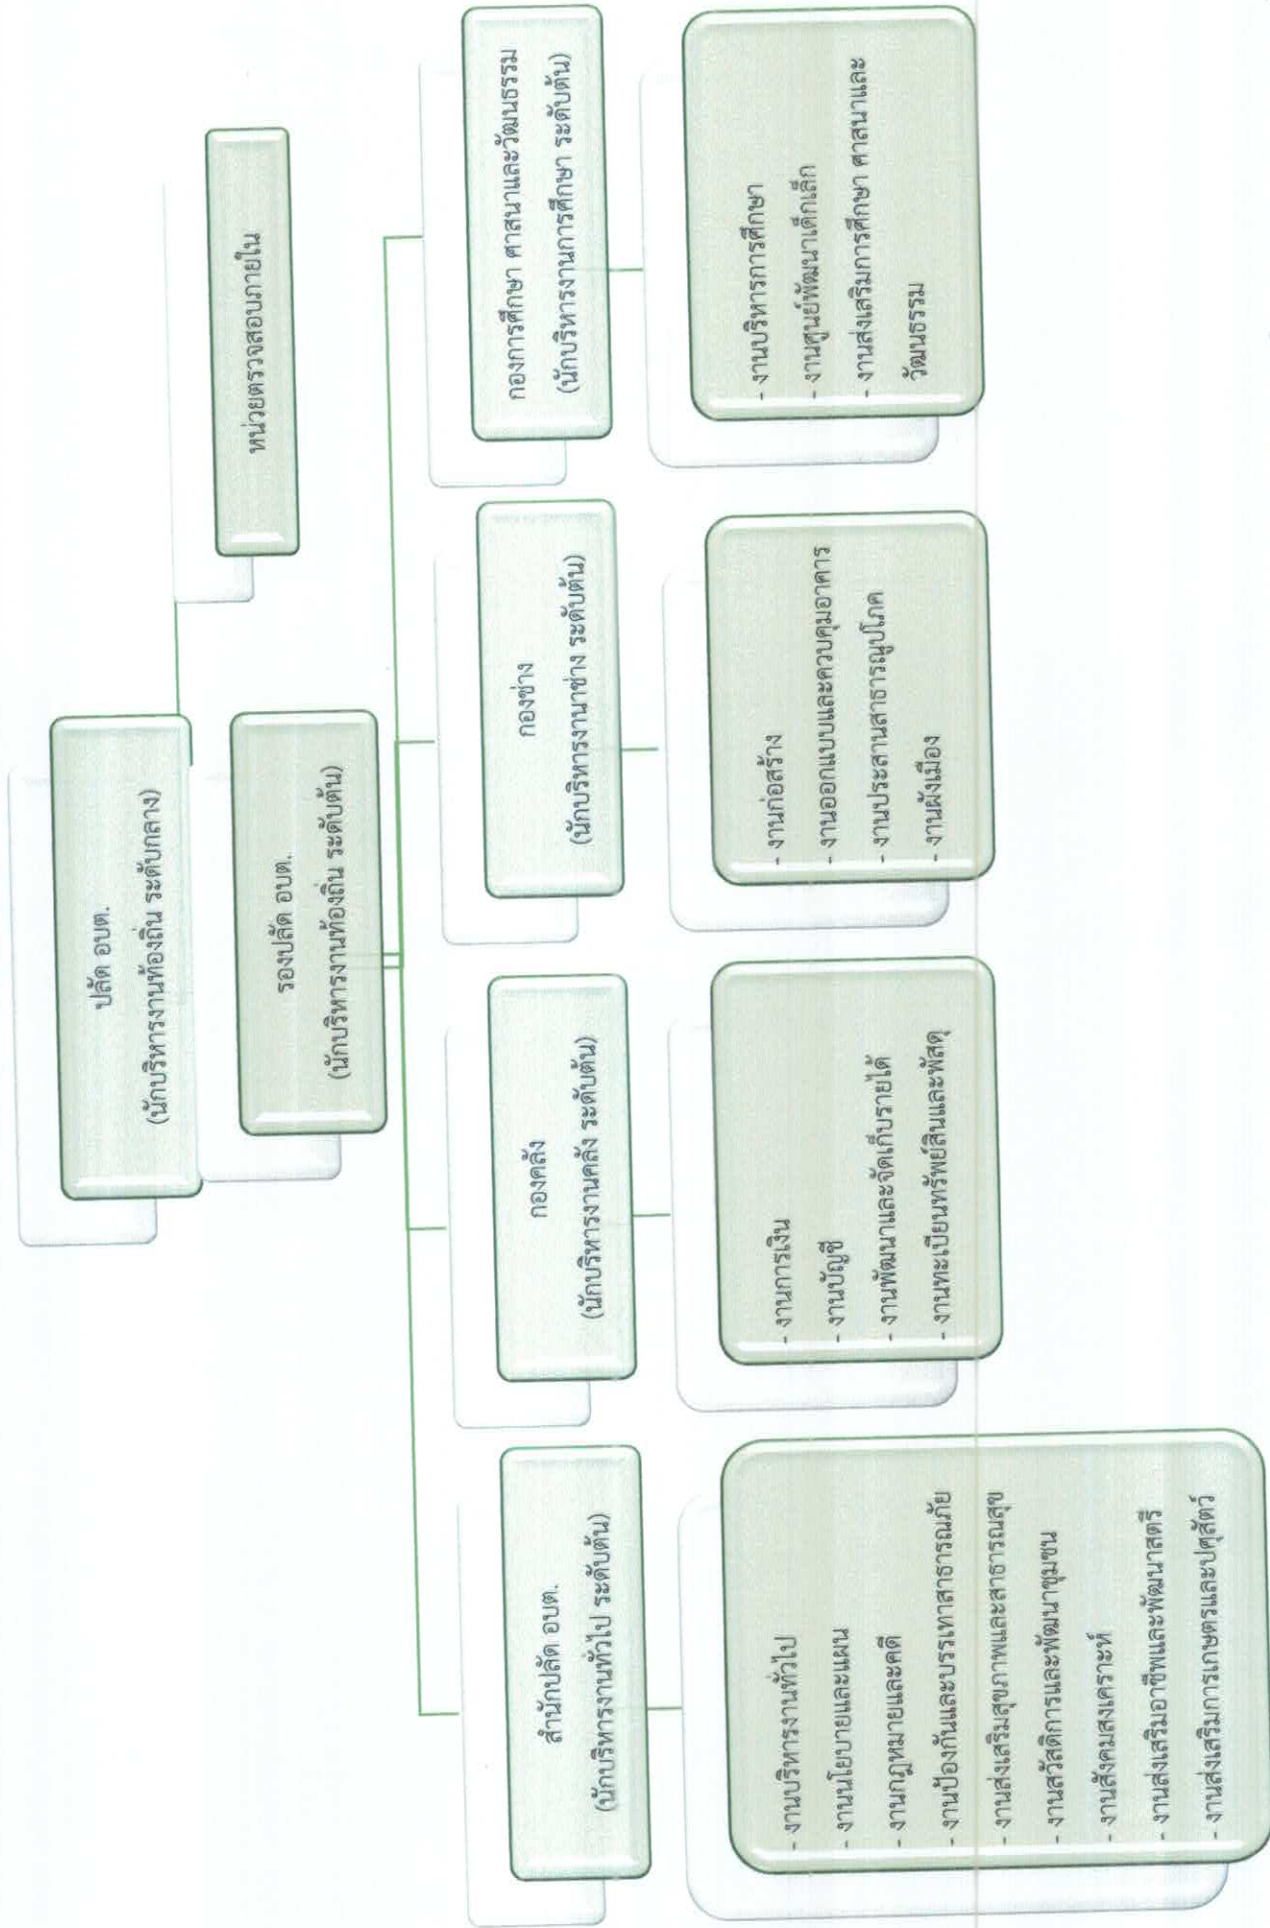 ปลัด อบต.
(นักบริหารงานท้องถิ่น ระดับกลาง)
หน่วยตรวจสอบภายใน
รองปลัด อบต.
(นักบริหารงานท้องถิ่น ระดับต้น)
สำนักปลัด อบต.
(นักบริหารงานทั่วไป ระดับต้น)
- งานบริหารงานทั่วไป
- งานนโยบายและแผน
- งานกฎหมายและคดี
- งานป้องกันและบรรเทาสาธารณภัย
- งานส่งเสริมสุขภาพและสาธารณสุข
- งานสวัสดิการและพัฒนาชุมชน
- งานสังคมสงเคราะห์
- งานส่งเสริมอาชีพและพัฒนาสตรี
- งานส่งเสริมการเกษตรและปศุสัตว์
กองคลัง
(นักบริหารงานคลัง ระดับต้น)
- งานการเงิน
- งานบัญชี
- งานพัฒนาและจัดเก็บรายได้
- งานทะเบียนทรัพย์สินและพัสดุ
กองช่าง
(นักบริหารงานาช่าง ระดับต้น)
- งานก่อสร้าง
- งานออกแบบและควบคุมอาคาร
- งานประสานสาธารณูปโภค
- งานผังเมือง
กองการศึกษา ศาสนาและวัฒนธรรม
(นักบริหารงานการศึกษา ระดับต้น)
- งานบริหารการศึกษา
- งานศูนย์พัฒนาเด็กเล็ก
- งานส่งเสริมการศึกษา ศาสนาและ
วัฒนธรรม